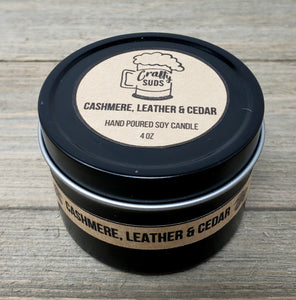 Crafty
SUDS
CASHMERE, LEATHER & CEDAR
HAND POURED SOY CANDLE
4 OZ
CASHMERE, LEATHER & CEDAR